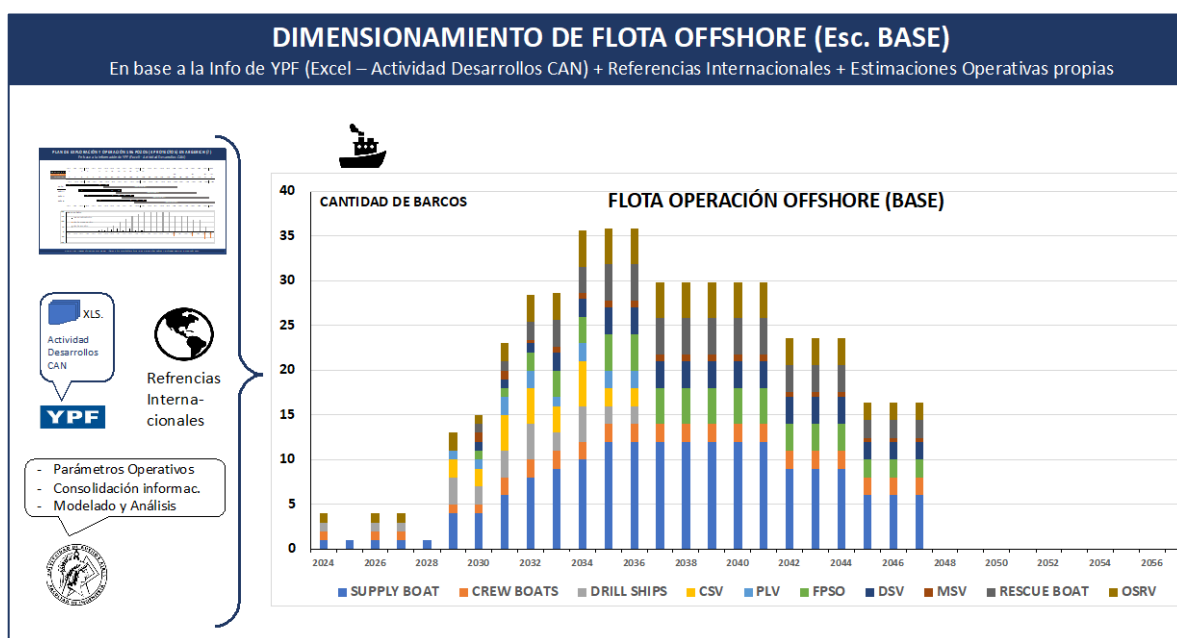 DIMENSIONAMIENTO DE FLOTA OFFSHORE (Esc. BASE)
En base a la Info de YPF (Excel – Actividad Desarrollos CAN) + Referencias Internacionales + Estimaciones Operativas propias
XLS.
Actividad
Desarrollos
CAN
YPF
Refrencias
Interna-
cionales
- Parámetros Operativos
- Consolidación informac.
- Modelado y Análisis
CANTIDAD DE BARCOS
FLOTA OPERACIÓN OFFSHORE (BASE)
40
35
30
25
20
15
10
5
0
2024 2026 2028 2030 2032 2034 2036 2038 2040 2042 2044 2046 2048 2050 2052 2054 2056
SUPPLY BOAT CREW BOATS DRILL SHIPS CSV PLV FPSO DSV MSV RESCUE BOAT OSRV